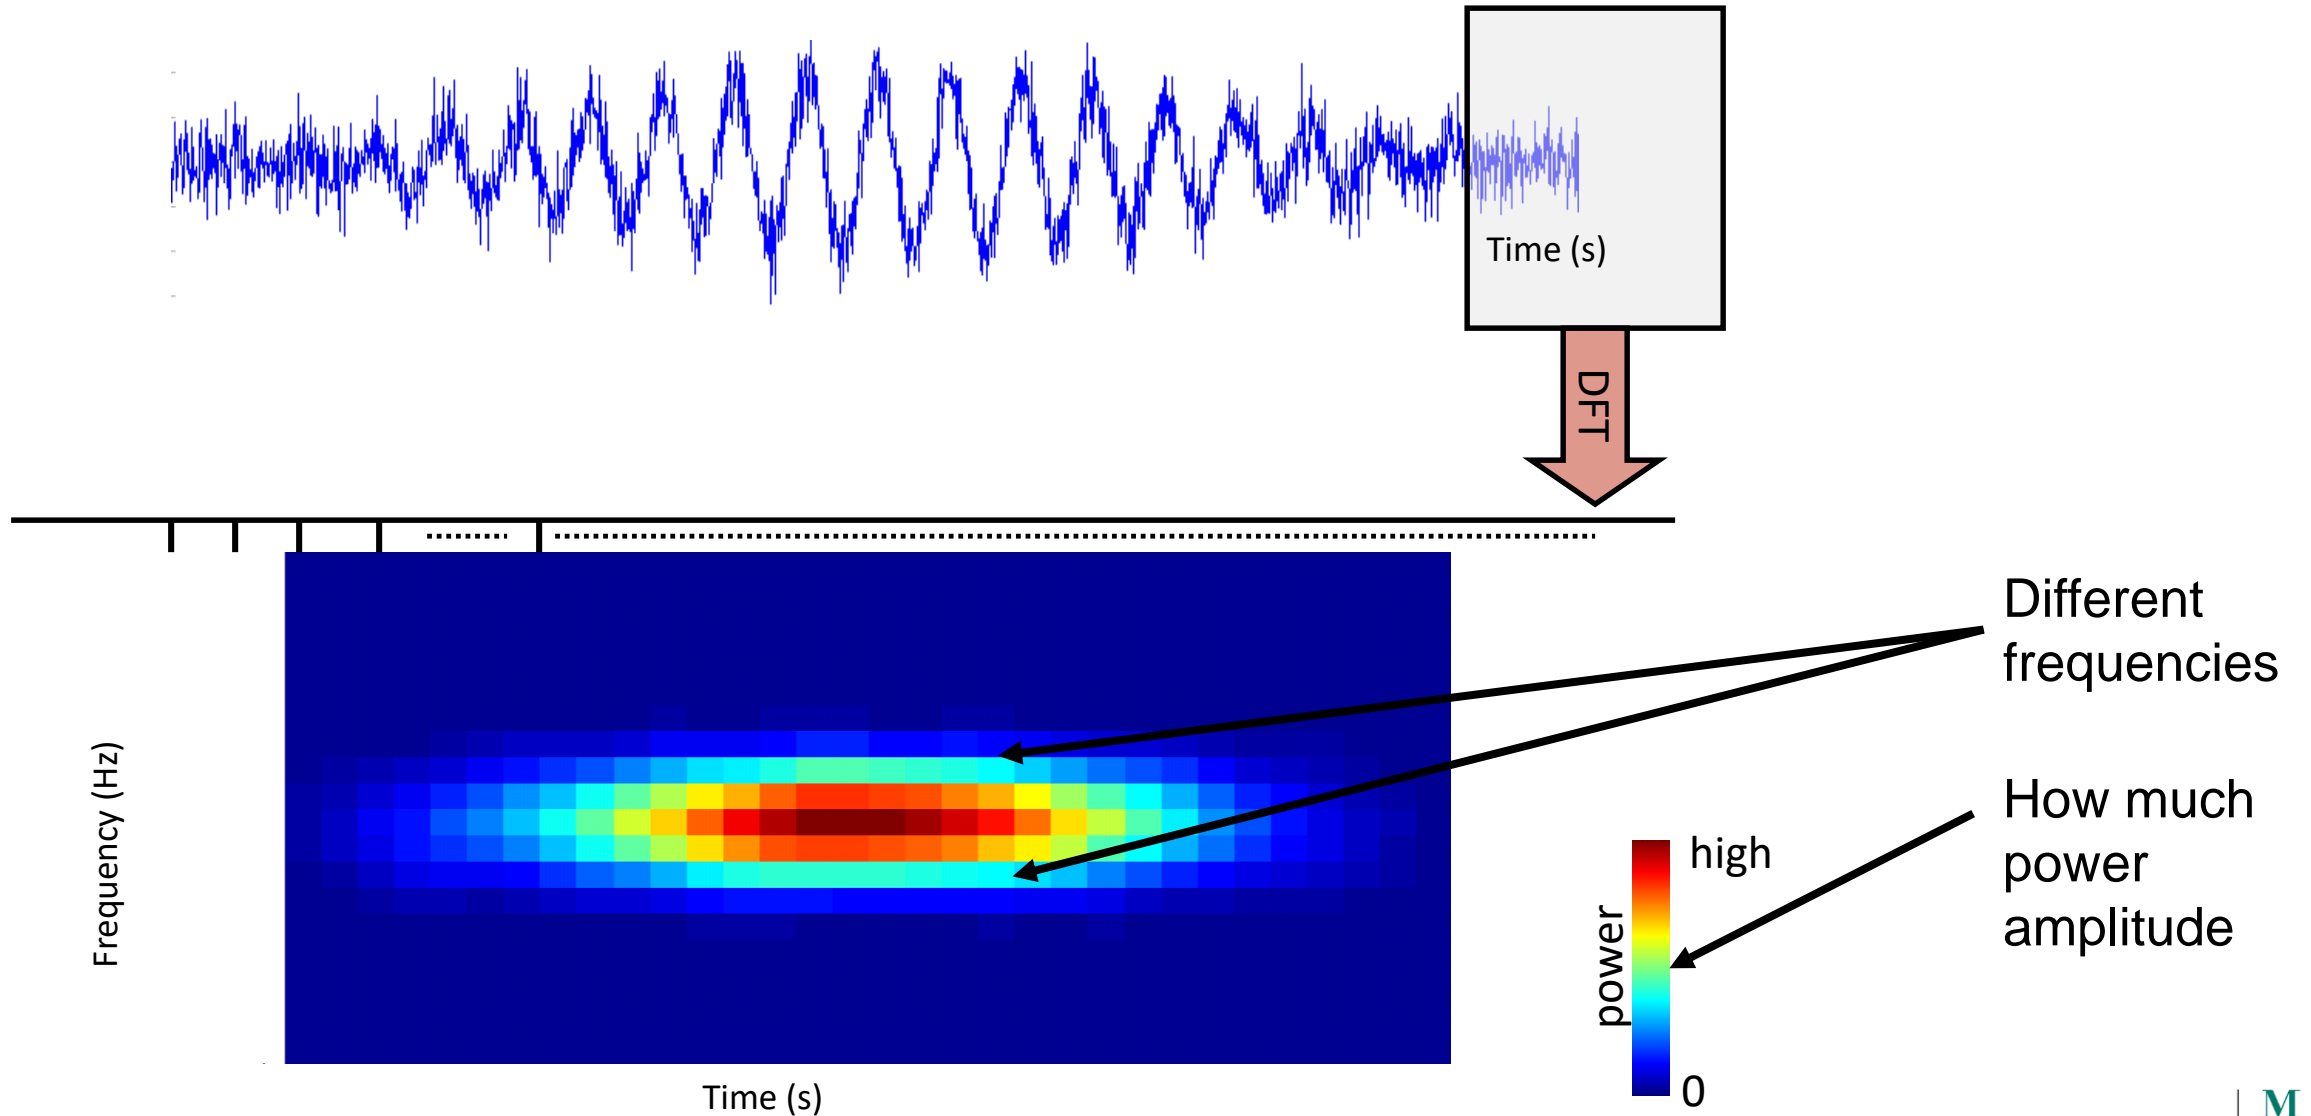 Time (s)
DFT
Different
frequencies
Frequency (Hz)
How much
power
amplitude
high
power
0
Time (s)
M